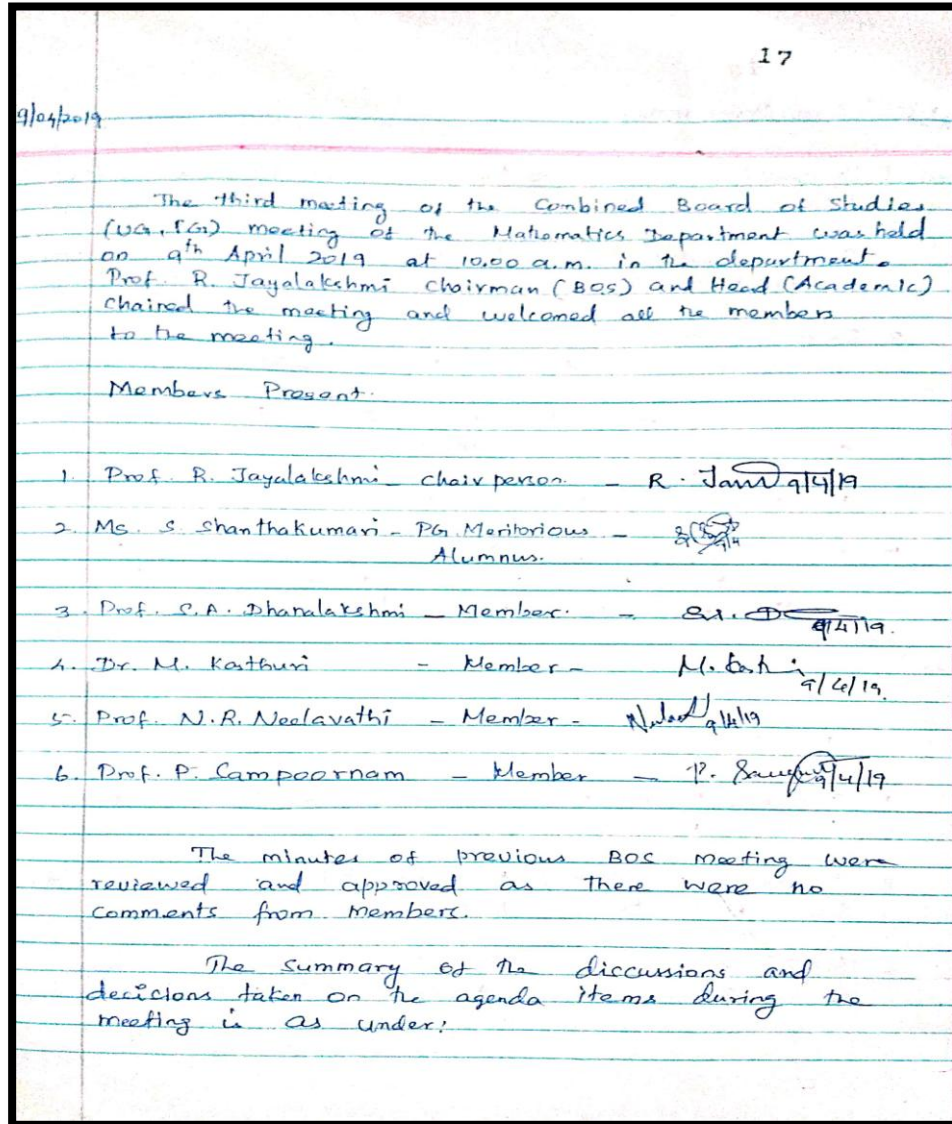 17
9/04/2019
The third meeting of the Combined Board of Studies
(UG, PG) meeting of the Mathematics Department was held
on 9th April 2019 at 10.00 a.m. in the department.
Prof. R. Jayalakshmi Chairman (BOS) and Head (Academic)
chaired the meeting and welcomed all the members
to the meeting.
Members Present.
1. Prof. R. Jayalakshmi - chair person - R. 9/4/19
2. Ms. S. Shanthakumari - PG Meritorious -
Alumnus.
3. Prof. S.A. Dhanalakshmi - Member. - 9/4/19.
4. Dr. M. Kasthuri - Member - M. 9/4/19
5. Prof. N.R. Neelavathi - Member - 9/4/19
6. Prof. P. Sampoornam - Member - P. 9/4/19
The minutes of previous BOS meeting were
reviewed and approved as there were no
comments from members.
The summary of the discussions and
decisions taken on the agenda items during the
meeting is as under: